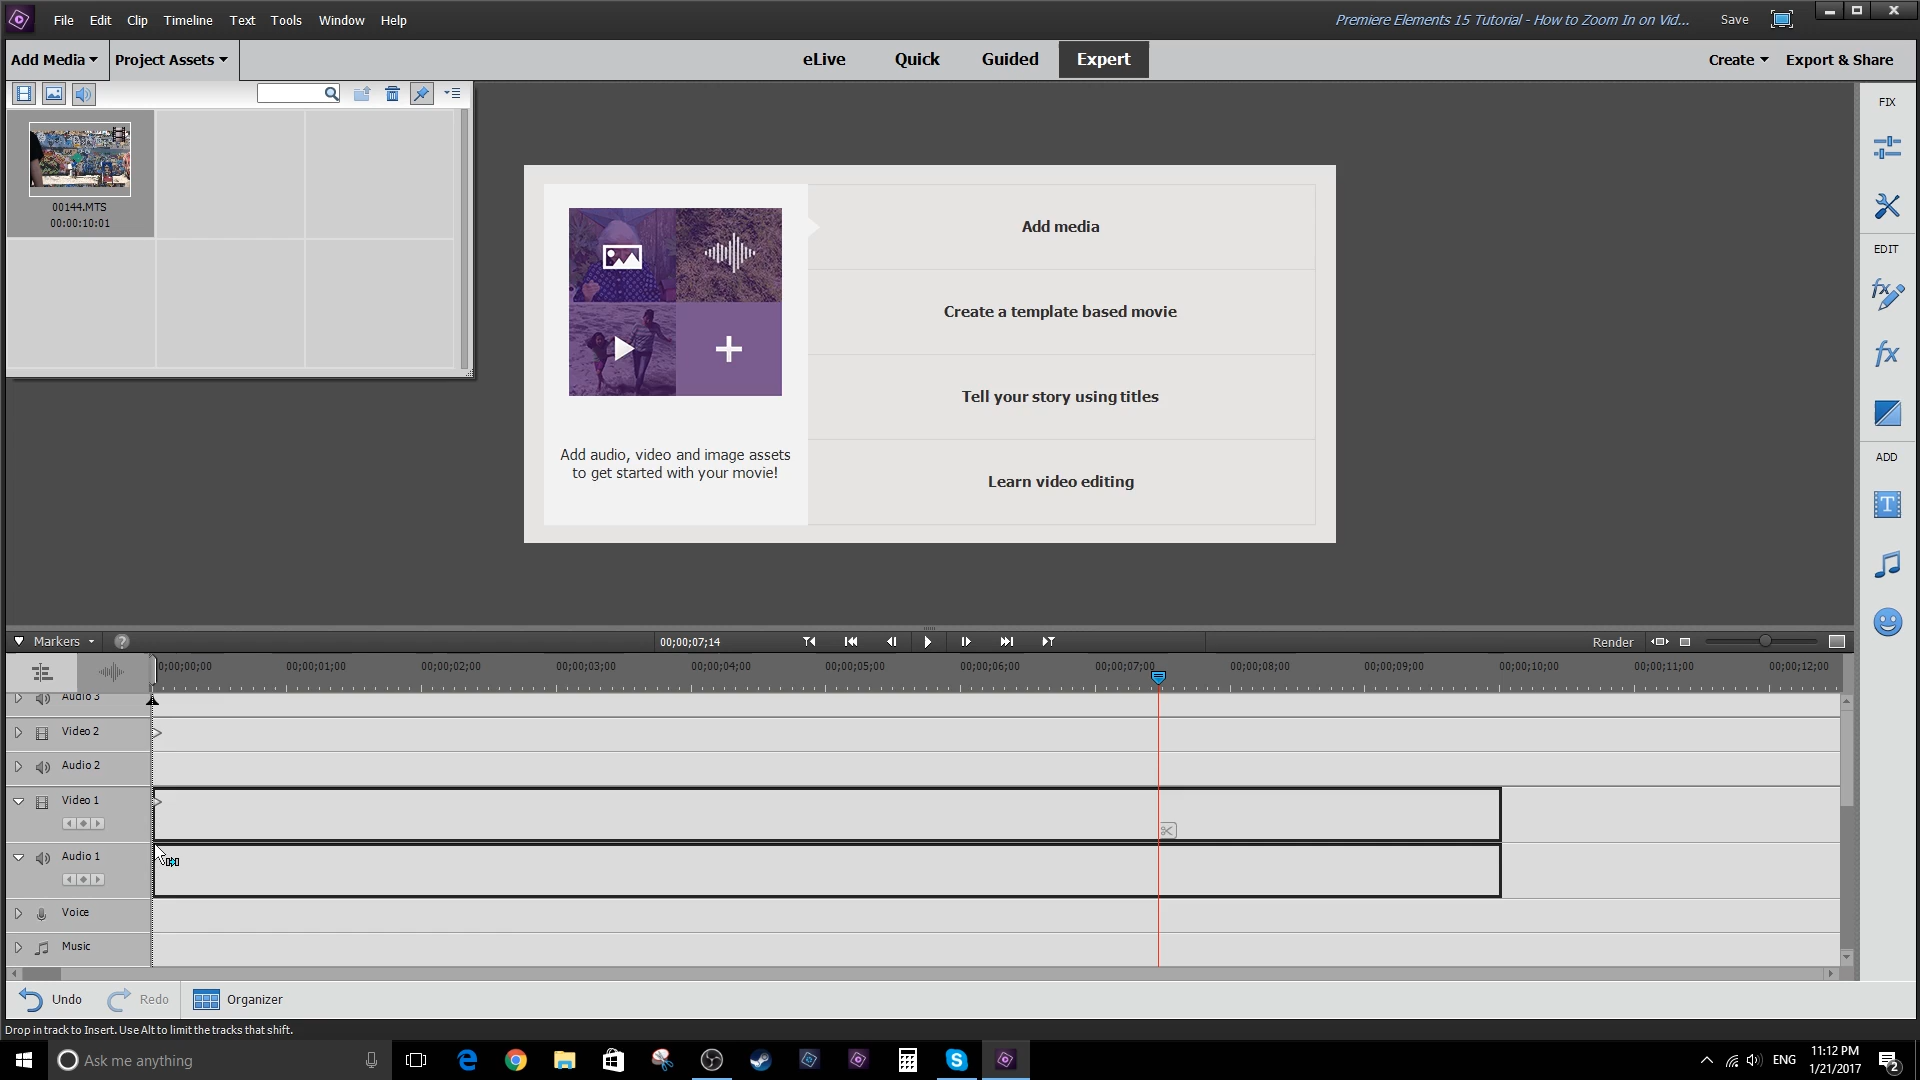 File Edit Clip Timeline Text Tools Window Help
Premiere Elements 15 Tutorial - How to Zoom In on Vid...
Save
Add Media
Project Assets
eLive
Quick
Guided
Expert
Create
Export & Share
00144.MTS
00:00:10:01
Add audio, video and image assets
to get started with your movie!
Add media
Create a template based movie
Tell your story using titles
Learn video editing
FIX
EDIT
ADD
Markers
?
00;00;07;14
Render
0;00;00;00
00;00;01;00
00;00;02;00
00;00;03;00
00;00;04;00
00;00;05;00
00;00;06;00
00;00;07;00
00;00;08;00
00;00;09;00
00;00;10;00
00;00;11;00
00;00;12;00
Audio 3
Video 2
Audio 2
Video 1
Audio 1
Voice
Music
Undo
Redo
Organizer
Drop in track to Insert. Use Alt to limit the tracks that shift.
Ask me anything
ENG
11:12 PM
1/21/2017
2